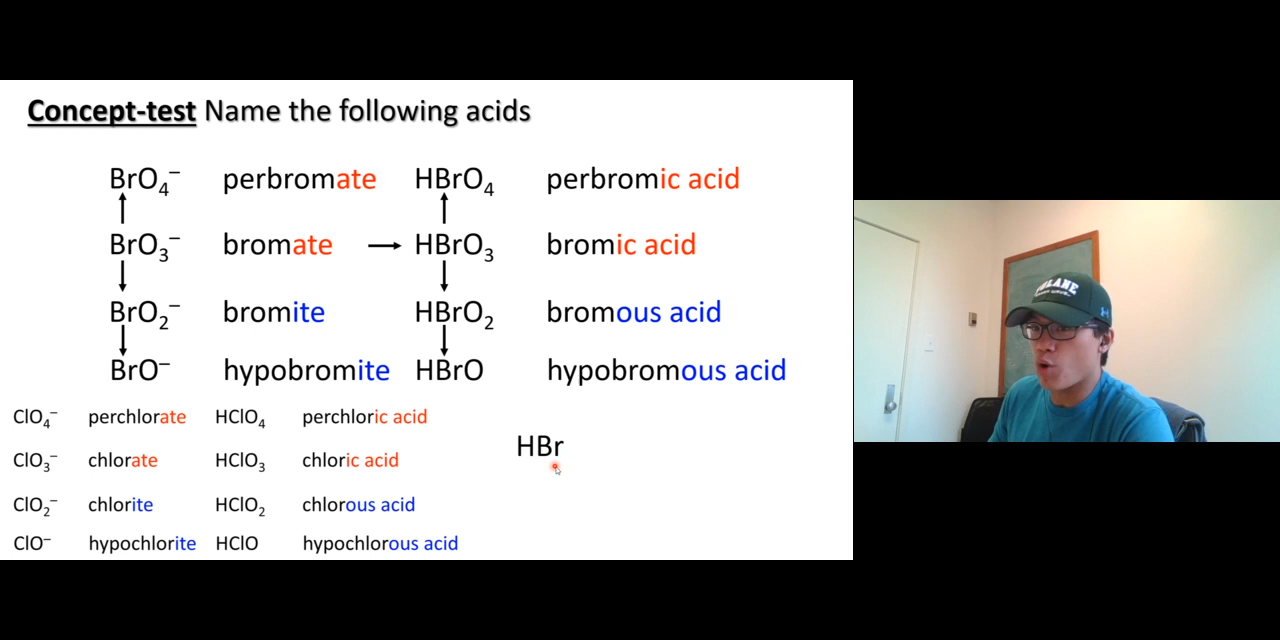 Concept-test Name the following acids
BrO₄⁻ perbromate HBrO₄ perbromic acid
BrO₃⁻ bromate → HBrO₃ bromic acid
BrO₂⁻ bromite HBrO₂ bromous acid
BrO⁻ hypobromite HBrO hypobromous acid
ClO₄⁻ perchlorate HClO₄ perchloric acid
ClO₃⁻ chlorate HClO₃ chloric acid
ClO₂⁻ chlorite HClO₂ chlorous acid
ClO⁻ hypochlorite HClO hypochlorous acid
HBr